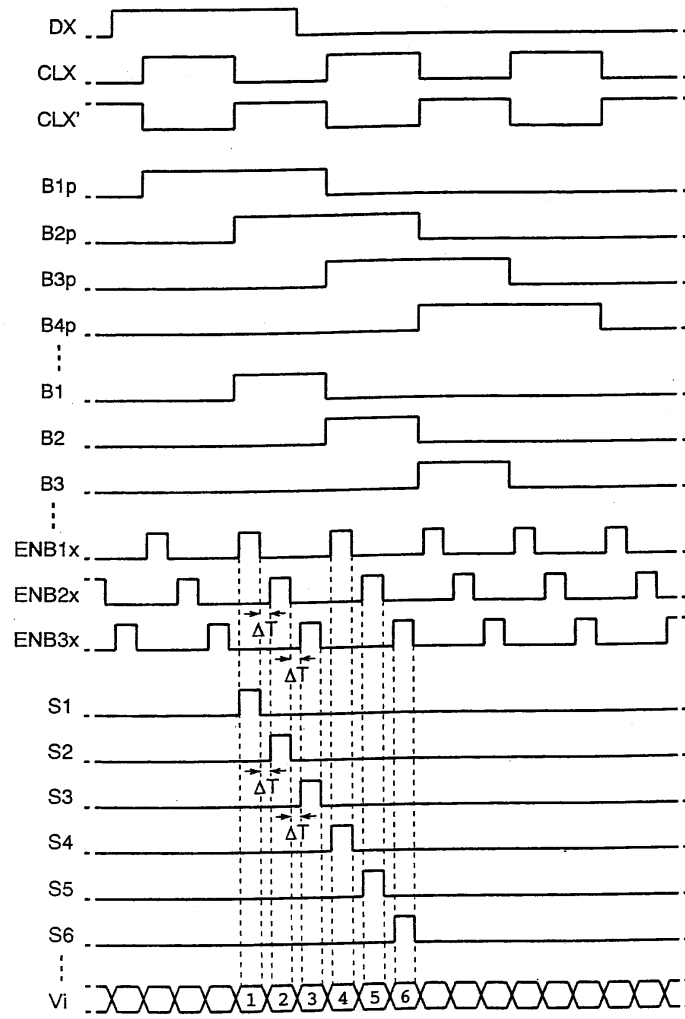 DX
CLX
CLX'
B1p
B2p
B3p
B4p
B1
B2
B3
ENB1x
ENB2x
ΔT
ENB3x
ΔT
S1
S2
ΔT
S3
ΔT
S4
S5
S6
Vi 1 2 3 4 5 6